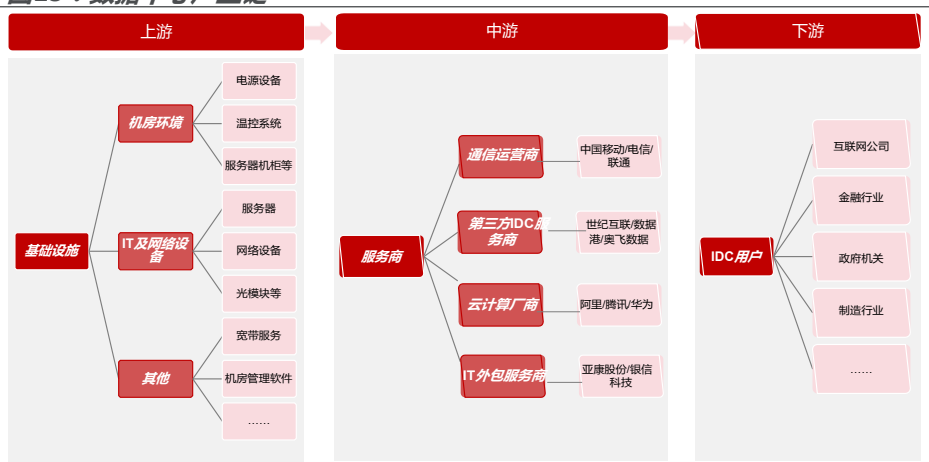 上游
中游
下游
基础设施
机房环境
电源设备
温控系统
服务器机柜等
IT及网络设
备
服务器
网络设备
光模块等
其他
宽带服务
机房管理软件
……
服务商
通信运营商
中国移动/电信/
联通
第三方IDC服
务商
世纪互联/数据
港/奥飞数据
云计算厂商
阿里/腾讯/华为
IT外包服务商
亚康股份/银信
科技
IDC用户
互联网公司
金融行业
政府机关
制造行业
……